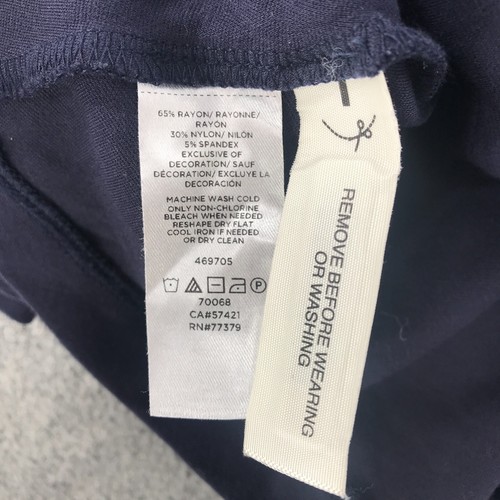 65% RAYON/ RAYONNE/
RAYÓN
30% NYLON/ NILÓN
5% SPANDEX
EXCLUSIVE OF
DECORATION/ SAUF
DÉCORATION/ EXCLUYE LA
DECORACIÓN
MACHINE WASH COLD
ONLY NON-CHLORINE
BLEACH WHEN NEEDED
RESHAPE DRY FLAT
COOL IRON IF NEEDED
OR DRY CLEAN
469705
P
70068
CA#57421
RN#77379
REMOVE BEFORE WEARING
OR WASHING